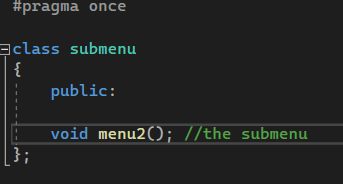 #pragma once
class submenu
{
public:
void menu2(); //the submenu
};